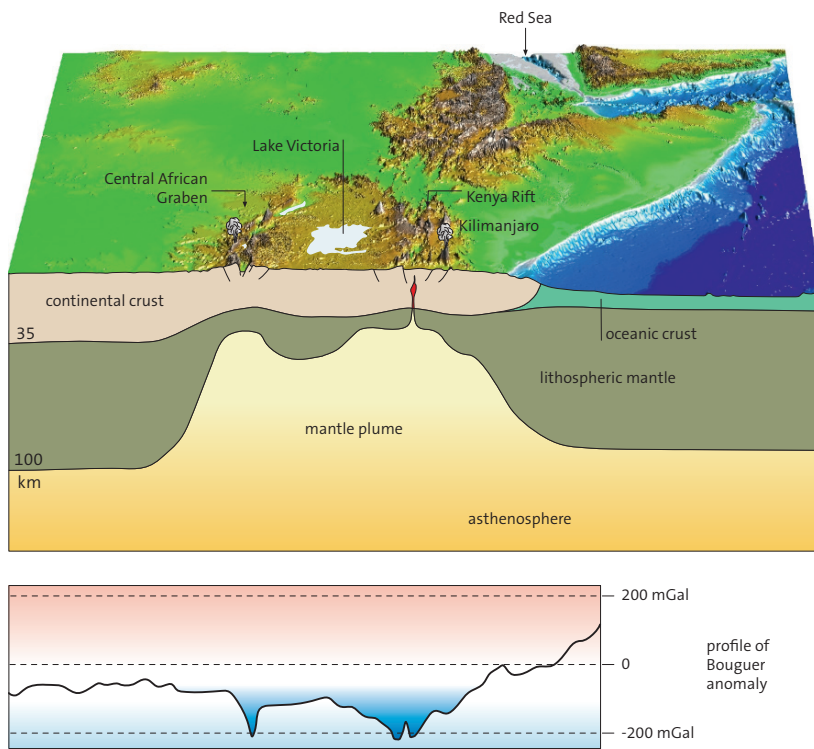 Red Sea
Lake Victoria
Central African
Graben
Kenya Rift
Kilimanjaro
continental crust
35
oceanic crust
lithospheric mantle
mantle plume
100
km
asthenosphere
200 mGal
0
profile of
Bouguer
anomaly
-200 mGal